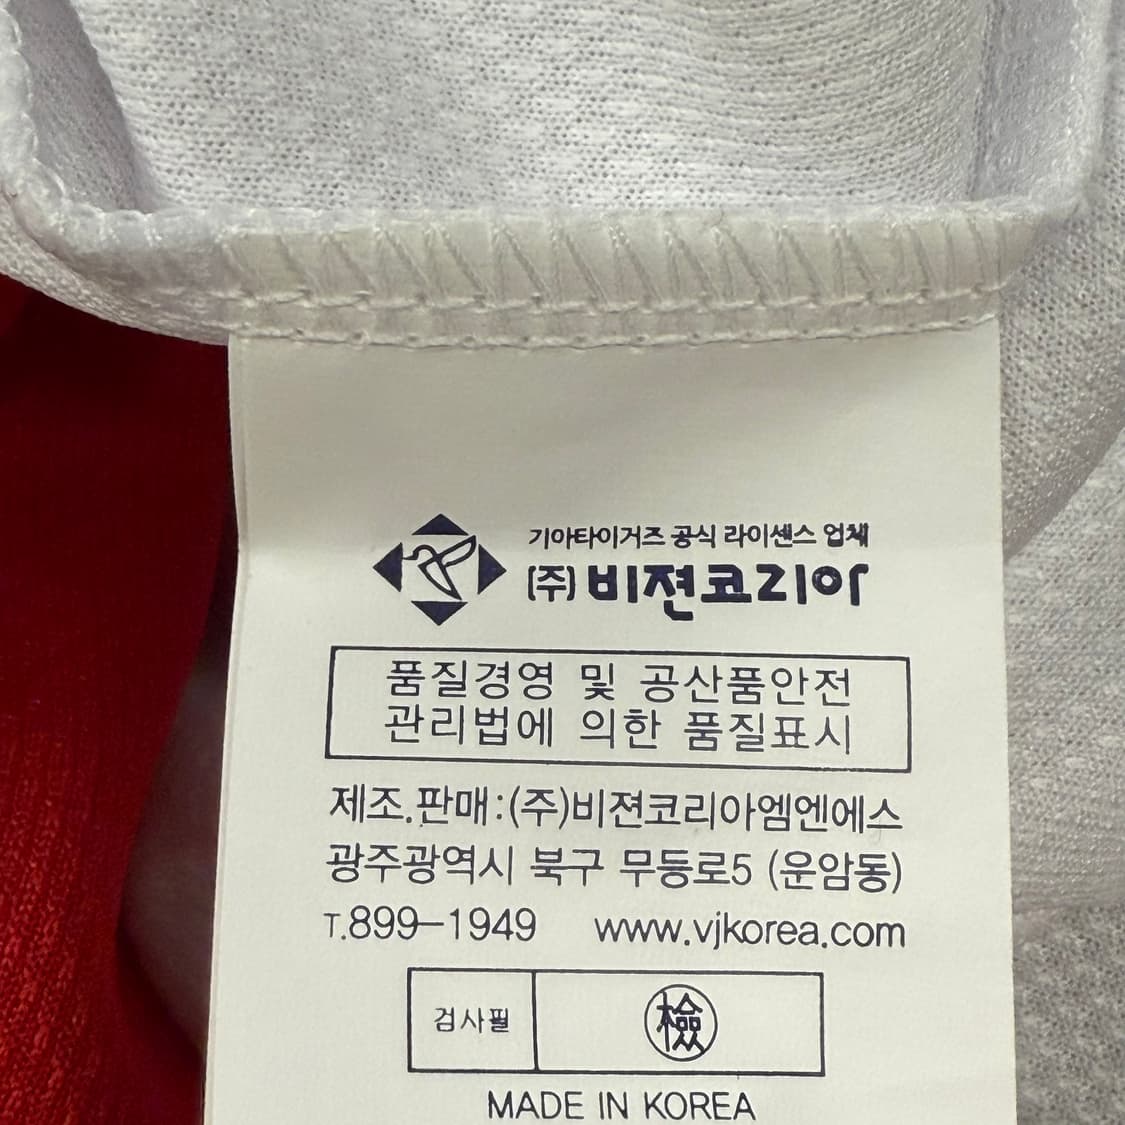 기아타이거즈 공식 라이센스 업체
(주)비젼코리아
품질경영 및 공산품안전
관리법에 의한 품질표시
제조.판매:(주)비젼코리아엠엔에스
광주광역시 북구 무등로5 (운암동)
T.899-1949 www.vjkorea.com
검사필 檢
MADE IN KOREA